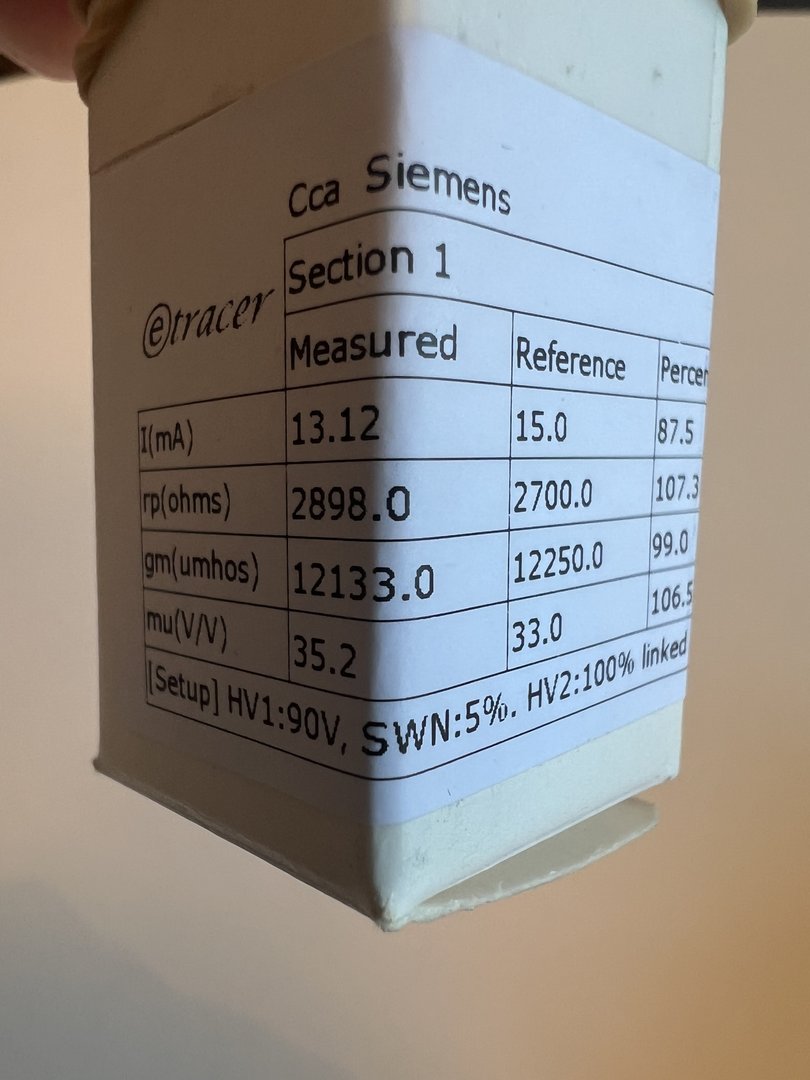 Cca Siemens
Section 1
etracer
Measured Reference
I(mA) 13.12 15.0 87.5
rp(ohms) 2898.0 2700.0 107.3
gm(umhos) 12133.0 12250.0 99.0
mu(V/V) 35.2 33.0 106.5
[Setup] HV1:90V, SWN:5%. HV2:100% linked